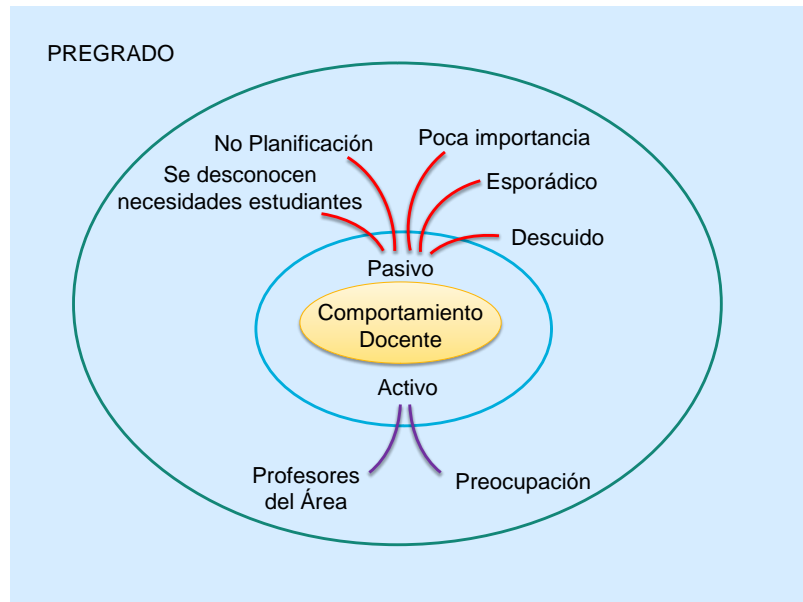 PREGRADO
No Planificación
Poca importancia
Se desconocen
necesidades estudiantes
Esporádico
Descuido
Pasivo
Comportamiento
Docente
Activo
Profesores
del Área
Preocupación